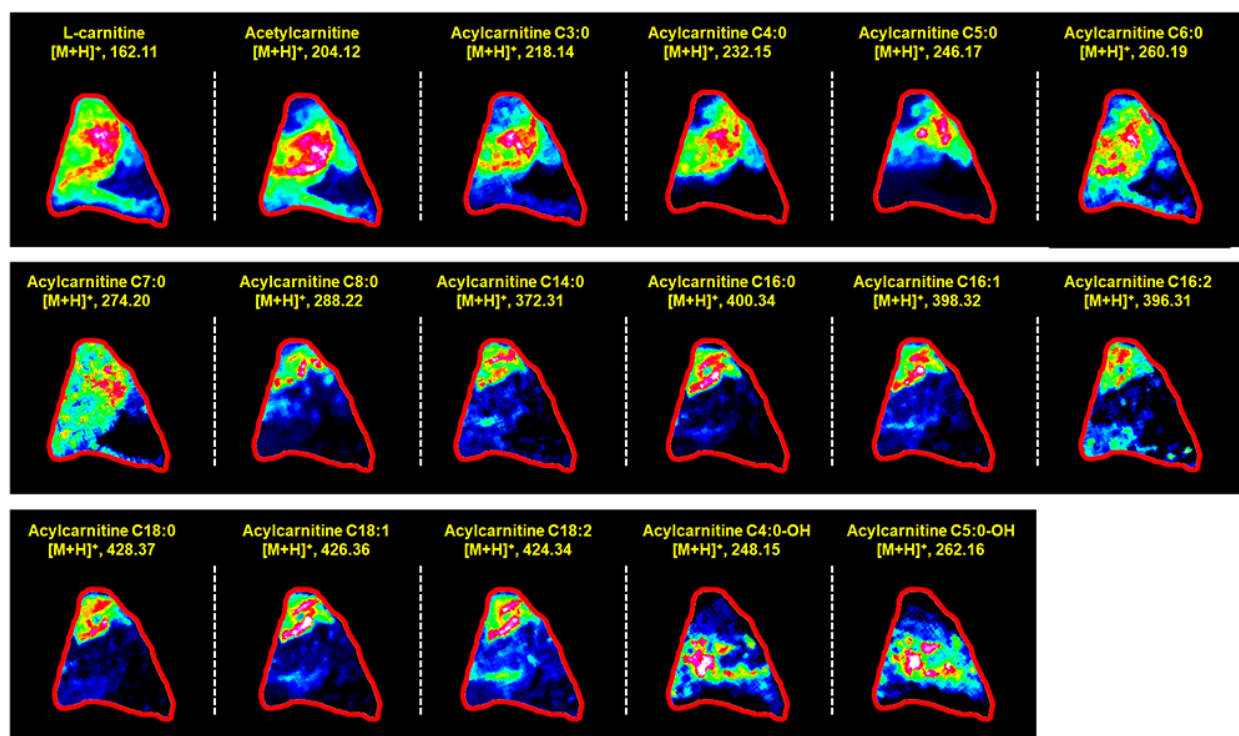 L-carnitine
[M+H]⁺, 162.11
Acetylcarnitine
[M+H]⁺, 204.12
Acylcarnitine C3:0
[M+H]⁺, 218.14
Acylcarnitine C4:0
[M+H]⁺, 232.15
Acylcarnitine C5:0
[M+H]⁺, 246.17
Acylcarnitine C6:0
[M+H]⁺, 260.19
Acylcarnitine C7:0
[M+H]⁺, 274.20
Acylcarnitine C8:0
[M+H]⁺, 288.22
Acylcarnitine C14:0
[M+H]⁺, 372.31
Acylcarnitine C16:0
[M+H]⁺, 400.34
Acylcarnitine C16:1
[M+H]⁺, 398.32
Acylcarnitine C16:2
[M+H]⁺, 396.31
Acylcarnitine C18:0
[M+H]⁺, 428.37
Acylcarnitine C18:1
[M+H]⁺, 426.36
Acylcarnitine C18:2
[M+H]⁺, 424.34
Acylcarnitine C4:0-OH
[M+H]⁺, 248.15
Acylcarnitine C5:0-OH
[M+H]⁺, 262.16